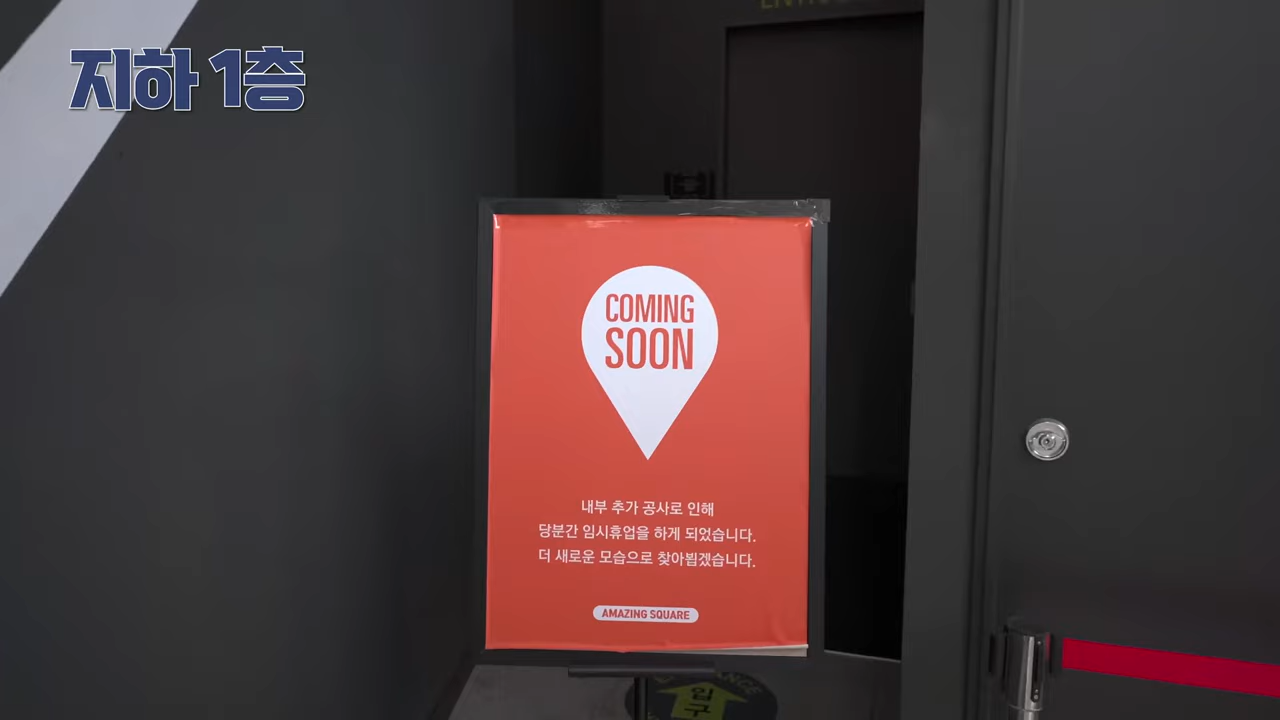 지하 1층
COMING
SOON
내부 추가 공사로 인해
당분간 임시휴업을 하게 되었습니다.
더 새로운 모습으로 찾아뵙겠습니다.
AMAZING SQUARE
입
구